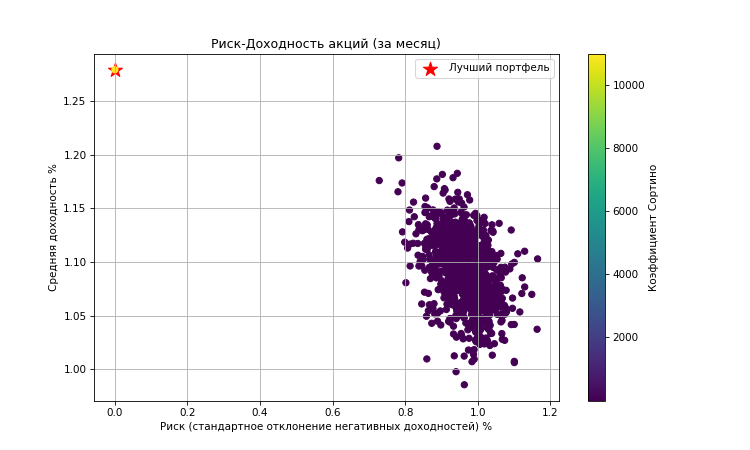 Риск-Доходность акций (за месяц)
Лучший портфель
Средняя доходность %
1.25
1.20
1.15
1.10
1.05
1.00
0.0 0.2 0.4 0.6 0.8 1.0 1.2
Риск (стандартное отклонение негативных доходностей) %
10000
8000
6000
4000
2000
Коэффициент Сортино